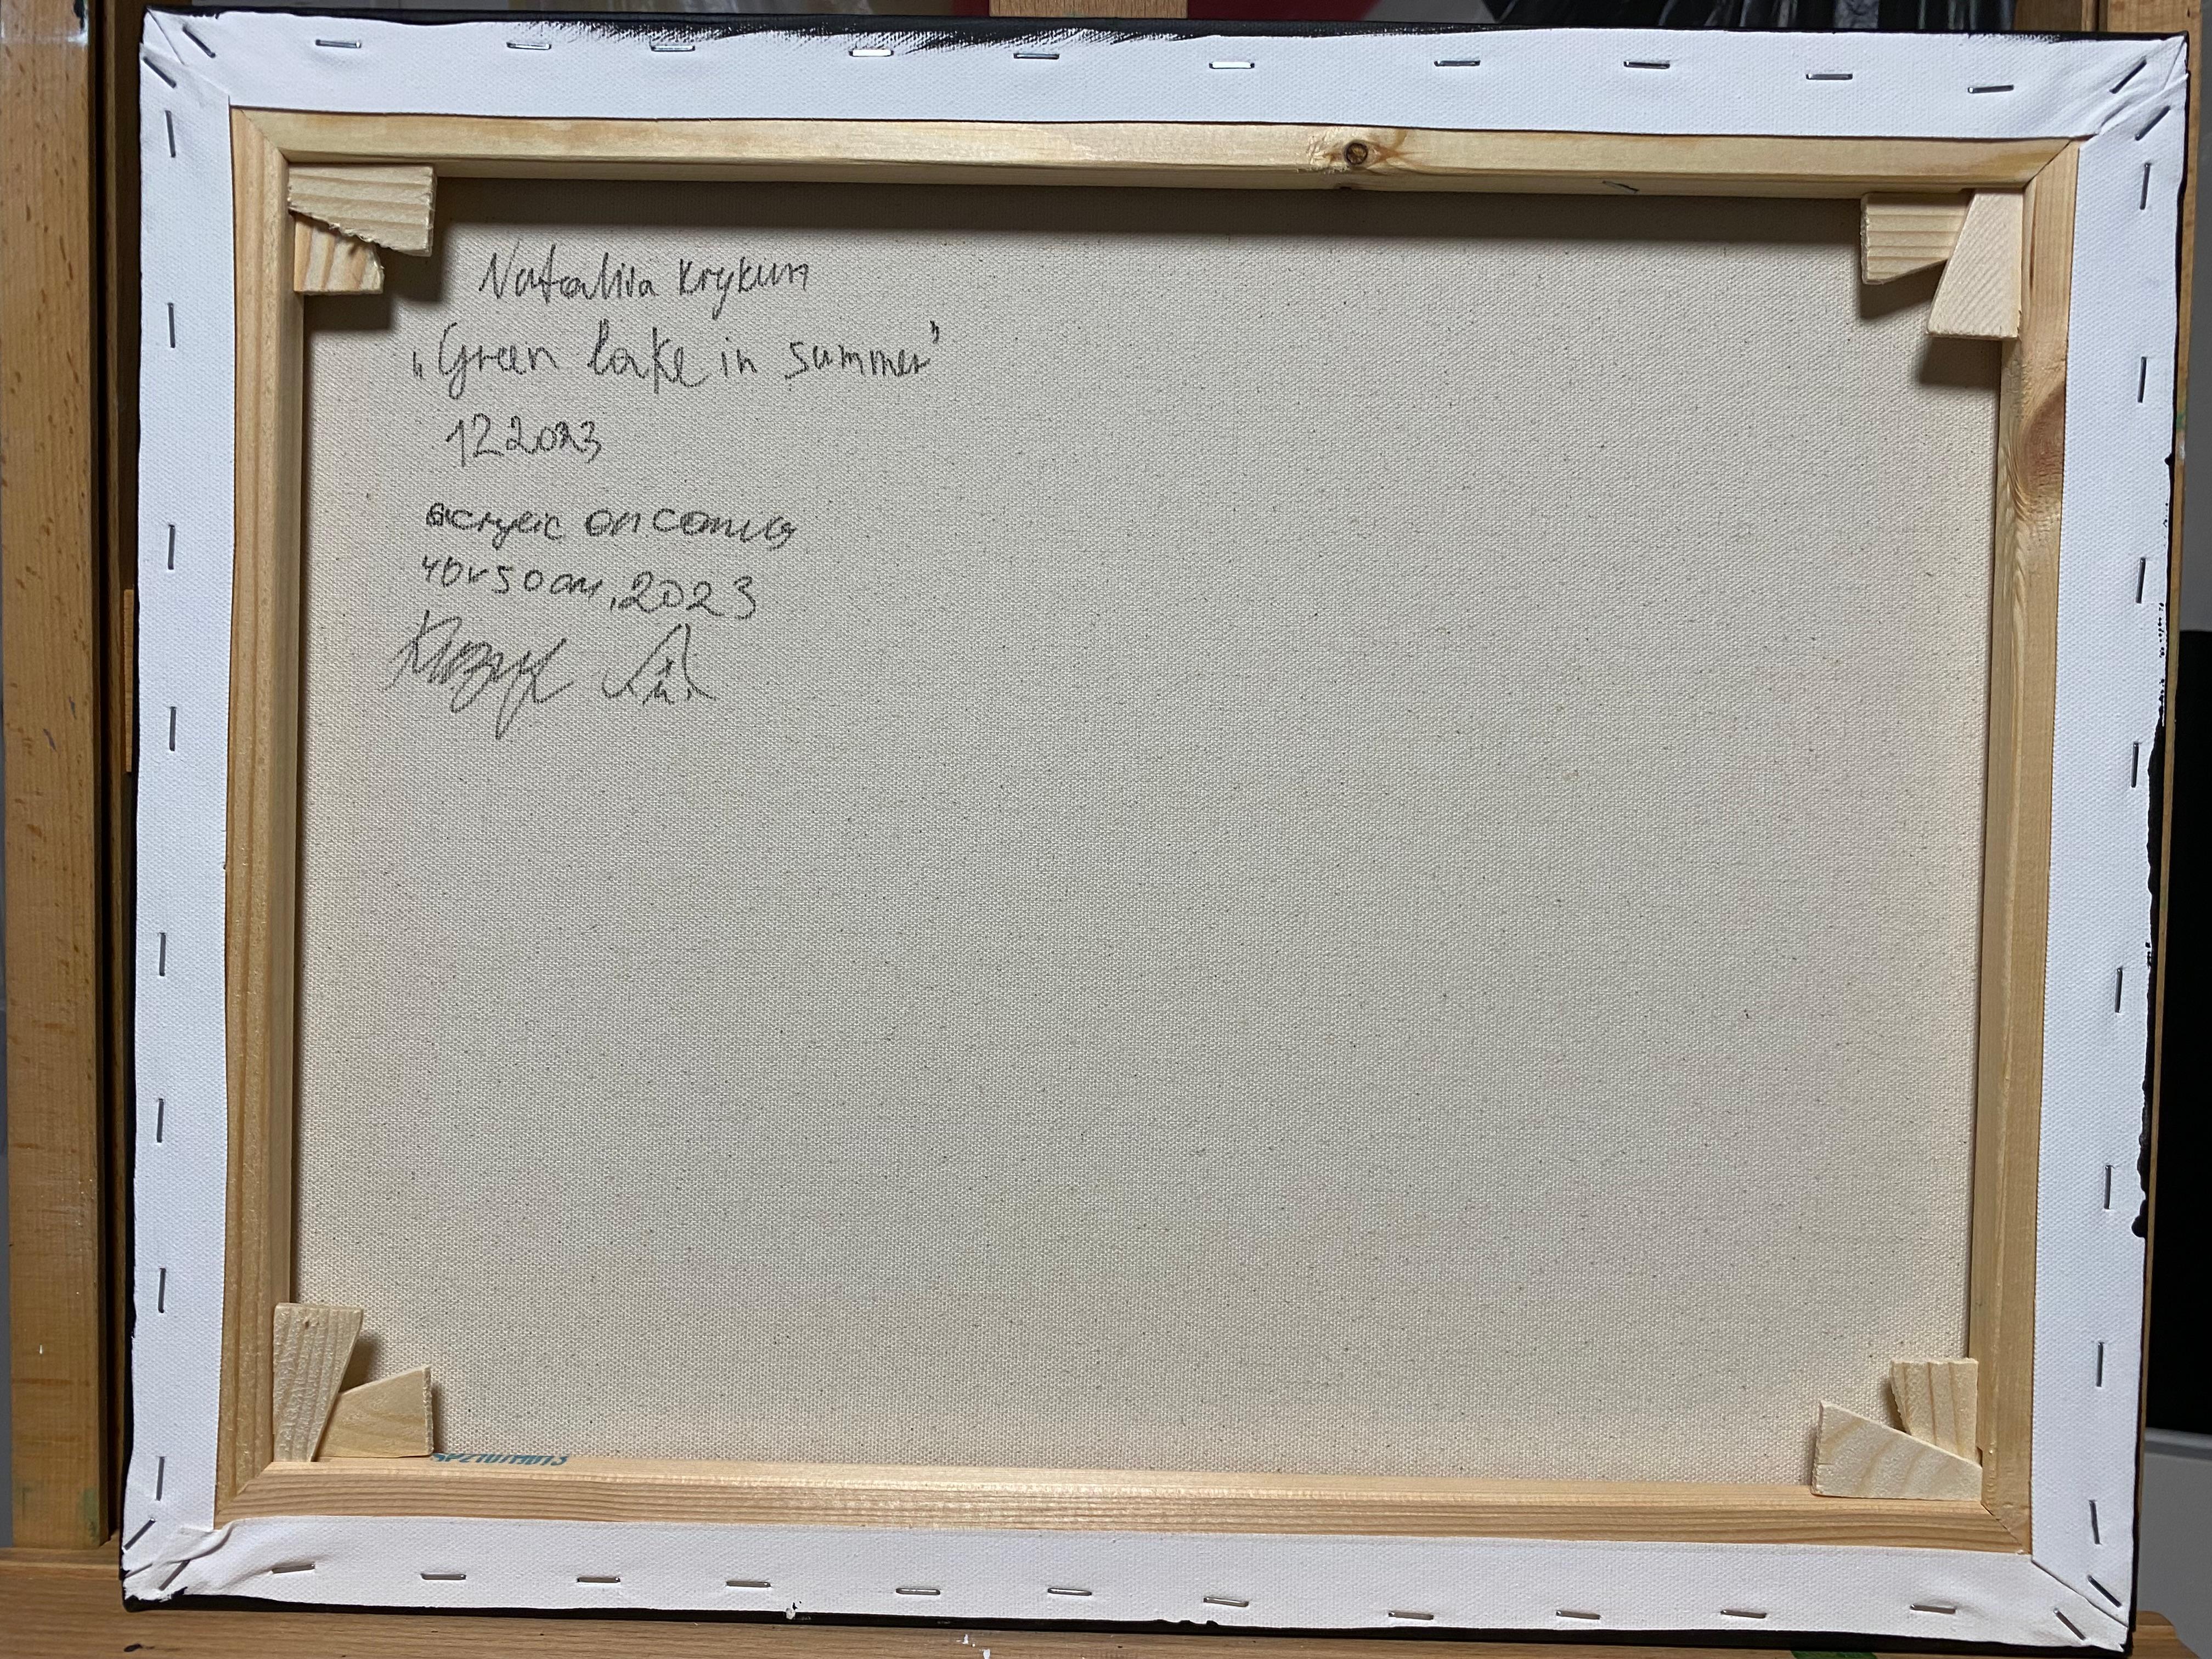 Nataliia Krykun
„Green lake in summer”
12 2023
acrylic on canvas
40x50cm, 2023